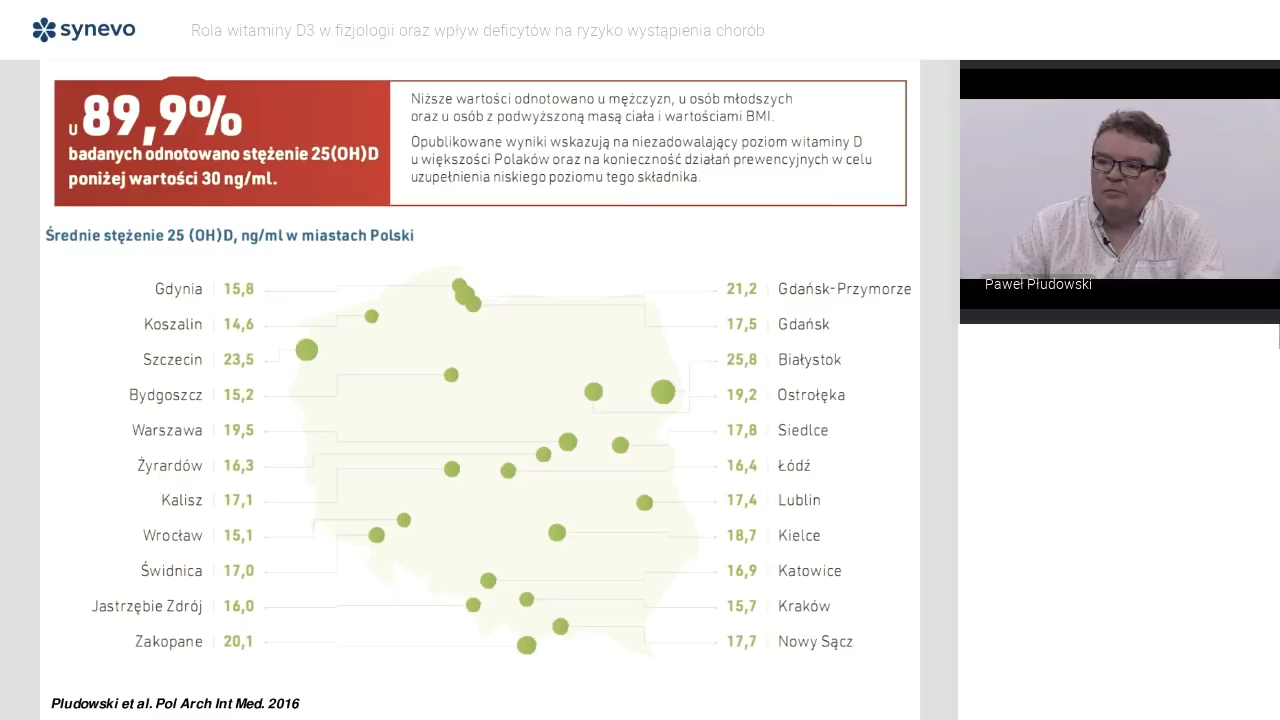 synevo
Rola witaminy D3 w fizjologii oraz wpływ deficytów na ryzyko wystąpienia chorób
u 89,9%
badanych odnotowano stężenie 25(OH)D
poniżej wartości 30 ng/ml.
Niższe wartości odnotowano u mężczyzn, u osób młodszych
oraz u osób z podwyższoną masą ciała i wartościami BMI.
Opublikowane wyniki wskazują na niezadowalający poziom witaminy D
u większości Polaków oraz na konieczność działań prewencyjnych w celu
uzupełnienia niskiego poziomu tego składnika.
Średnie stężenie 25 (OH)D, ng/ml w miastach Polski
Gdynia 15,8
Koszalin 14,6
Szczecin 23,5
Bydgoszcz 15,2
Warszawa 19,5
Żyrardów 16,3
Kalisz 17,1
Wrocław 15,1
Świdnica 17,0
Jastrzębie Zdrój 16,0
Zakopane 20,1
21,2 Gdańsk-Przymorze
17,5 Gdańsk
25,8 Białystok
19,2 Ostrołęka
17,8 Siedlce
16,4 Łódź
17,4 Lublin
18,7 Kielce
16,9 Katowice
15,7 Kraków
17,7 Nowy Sącz
Pludowski et al. Pol Arch Int Med. 2016
Paweł Płudowski